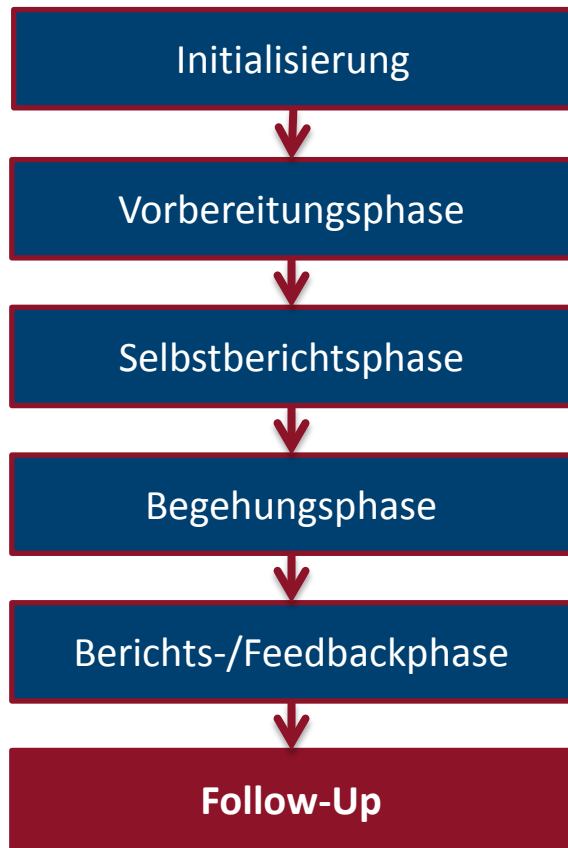 Initialisierung
Vorbereitungsphase
Selbstberichtsphase
Begehungsphase
Berichts-/Feedbackphase
Follow-Up